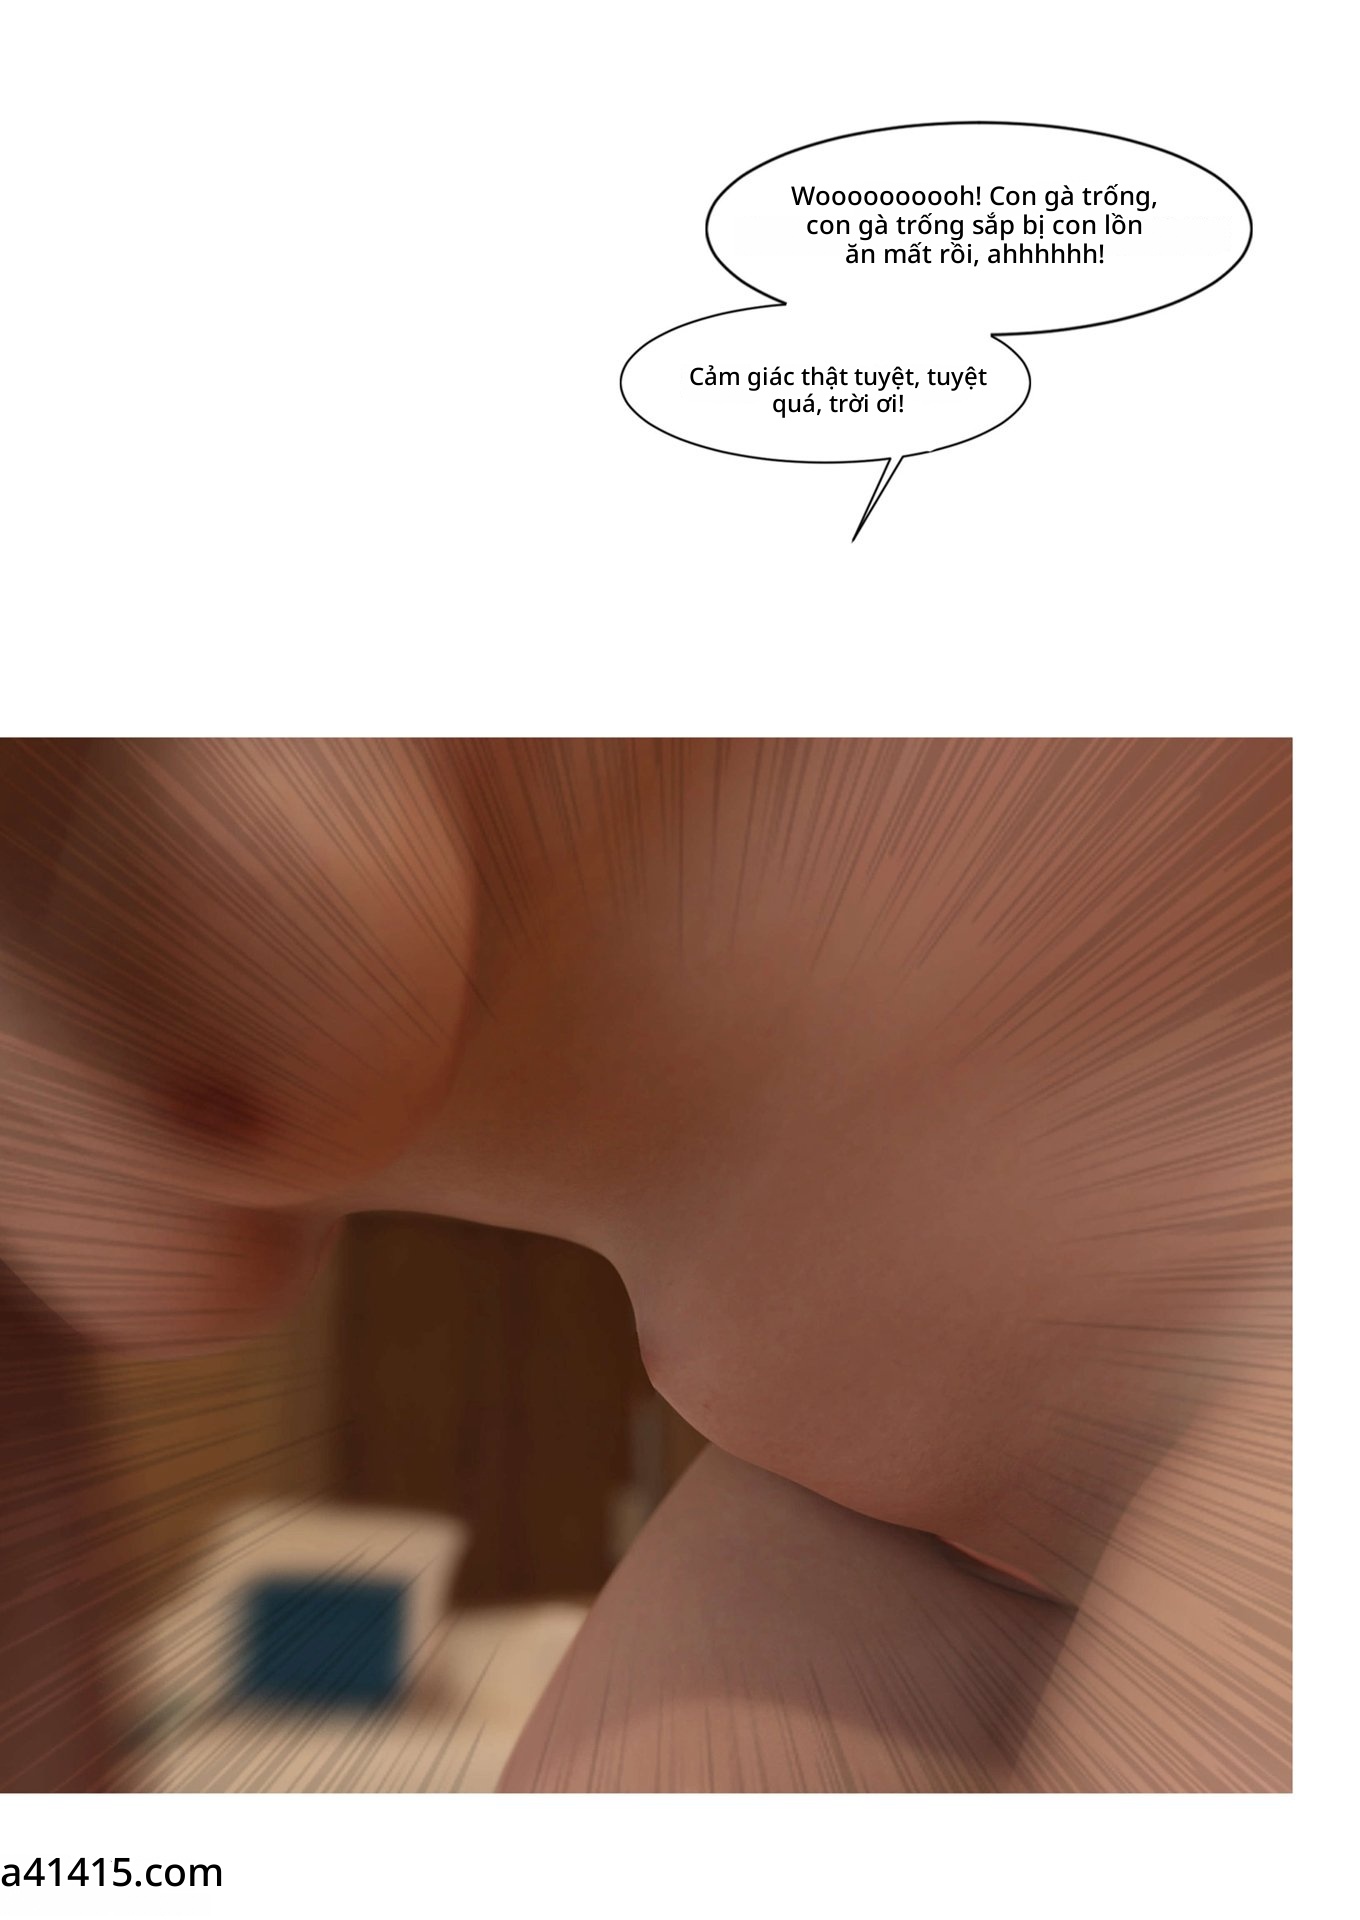 Woooooooooh! Con gà trống,
con gà trống sắp bị con lồn
ăn mất rồi, ahhhhhh!
Cảm giác thật tuyệt, tuyệt
quá, trời ơi!
a41415.com